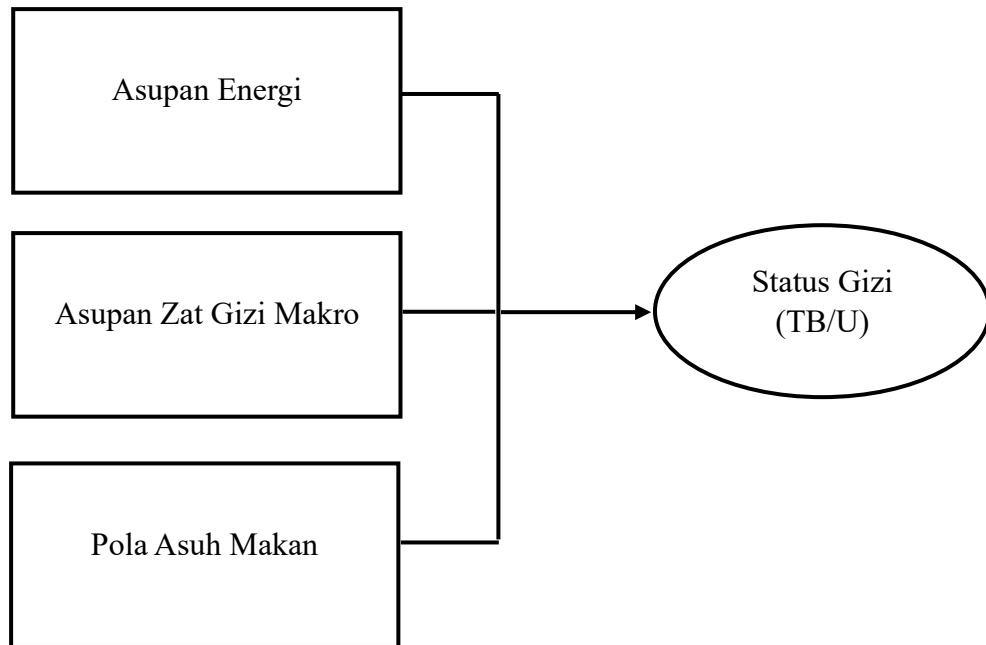 Asupan Energi
Asupan Zat Gizi Makro
Status Gizi
(TB/U)
Pola Asuh Makan